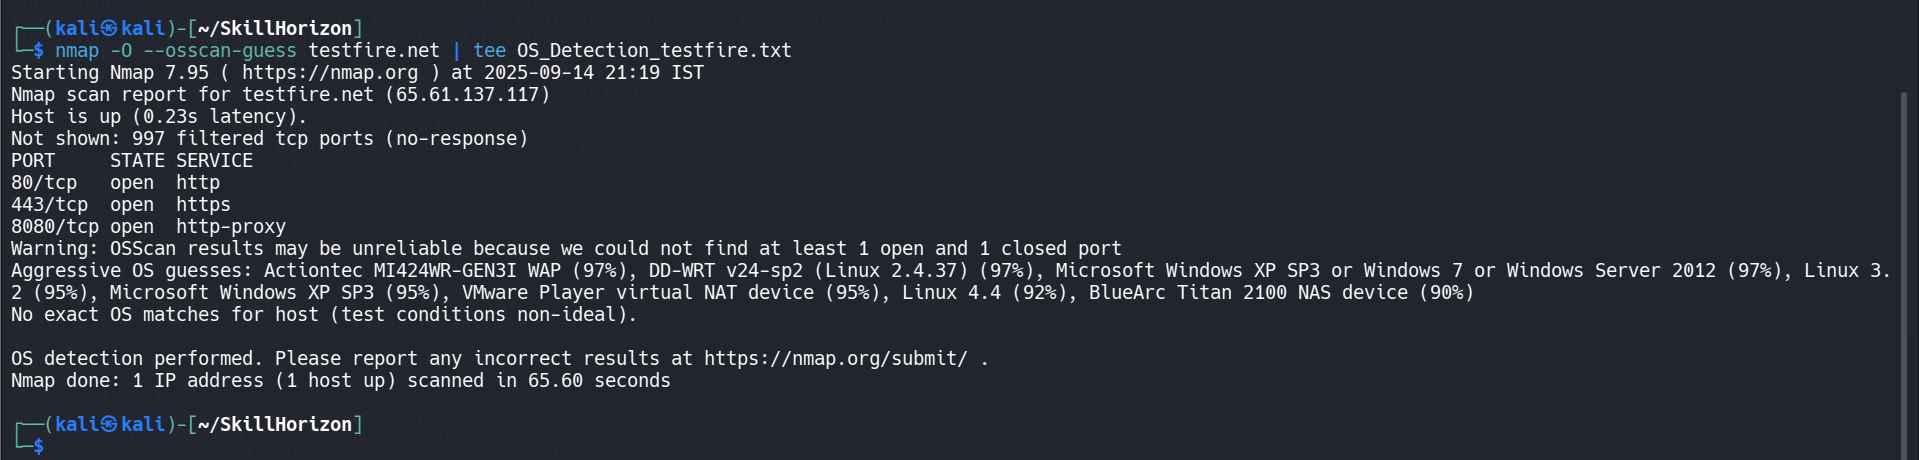 ┌──(kali㉿kali)-[~/SkillHorizon]
└─$ nmap -O --osscan-guess testfire.net | tee OS_Detection_testfire.txt
Starting Nmap 7.95 ( https://nmap.org ) at 2025-09-14 21:19 IST
Nmap scan report for testfire.net (65.61.137.117)
Host is up (0.23s latency).
Not shown: 997 filtered tcp ports (no-response)
PORT     STATE SERVICE
80/tcp   open  http
443/tcp  open  https
8080/tcp open  http-proxy
Warning: OSScan results may be unreliable because we could not find at least 1 open and 1 closed port
Aggressive OS guesses: Actiontec MI424WR-GEN3I WAP (97%), DD-WRT v24-sp2 (Linux 2.4.37) (97%), Microsoft Windows XP SP3 or Windows 7 or Windows Server 2012 (97%), Linux 3.
2 (95%), Microsoft Windows XP SP3 (95%), VMware Player virtual NAT device (95%), Linux 4.4 (92%), BlueArc Titan 2100 NAS device (90%)
No exact OS matches for host (test conditions non-ideal).

OS detection performed. Please report any incorrect results at https://nmap.org/submit/ .
Nmap done: 1 IP address (1 host up) scanned in 65.60 seconds

┌──(kali㉿kali)-[~/SkillHorizon]
└─$